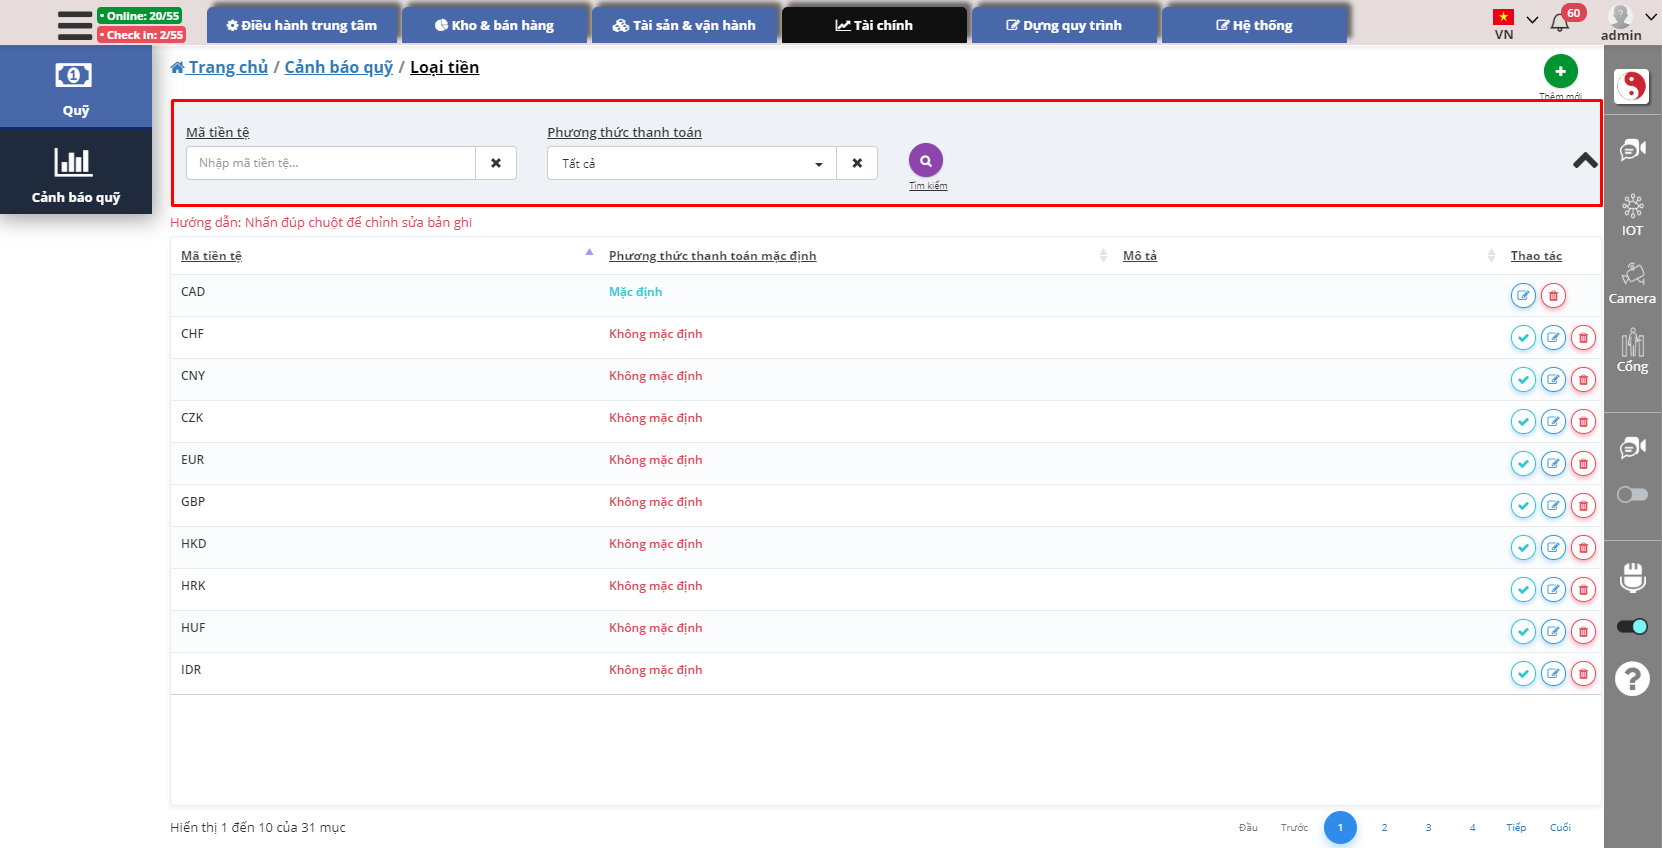 • Online: 20/55
• Check in: 2/55
Điều hành trung tâm
Kho & bán hàng
Tài sản & vận hành
Tài chính
Dựng quy trình
Hệ thống
VN
60
admin
Quỹ
Cảnh báo quỹ
Trang chủ / Cảnh báo quỹ / Loại tiền
Thêm mới
Mã tiền tệ
Phương thức thanh toán
Nhập mã tiền tệ...
Tất cả
Tìm kiếm
Hướng dẫn: Nhấn đúp chuột để chỉnh sửa bản ghi
Mã tiền tệ Phương thức thanh toán mặc định Mô tả Thao tác
CAD Mặc định
CHF Không mặc định
CNY Không mặc định
CZK Không mặc định
EUR Không mặc định
GBP Không mặc định
HKD Không mặc định
HRK Không mặc định
HUF Không mặc định
IDR Không mặc định
Hiển thị 1 đến 10 của 31 mục
Đầu Trước 1 2 3 4 Tiếp Cuối
IOT
Camera
Cổng